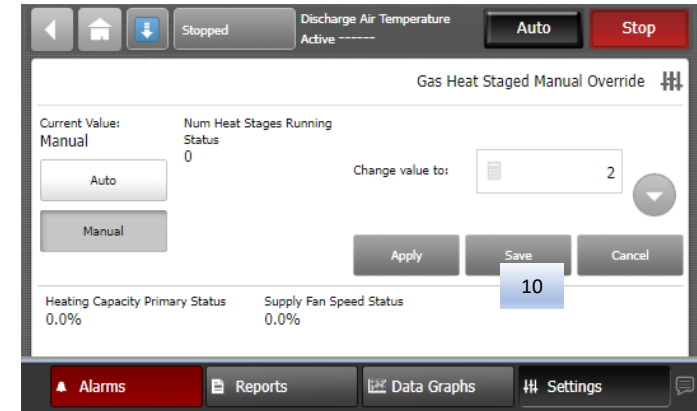 Stopped
Discharge Air Temperature
Active ------
Auto
Stop
Gas Heat Staged Manual Override
Current Value:
Manual
Num Heat Stages Running
Status
0
Auto
Manual
Change value to:
2
Apply
Save
Cancel
10
Heating Capacity Primary Status
0.0%
Supply Fan Speed Status
0.0%
Alarms
Reports
Data Graphs
Settings